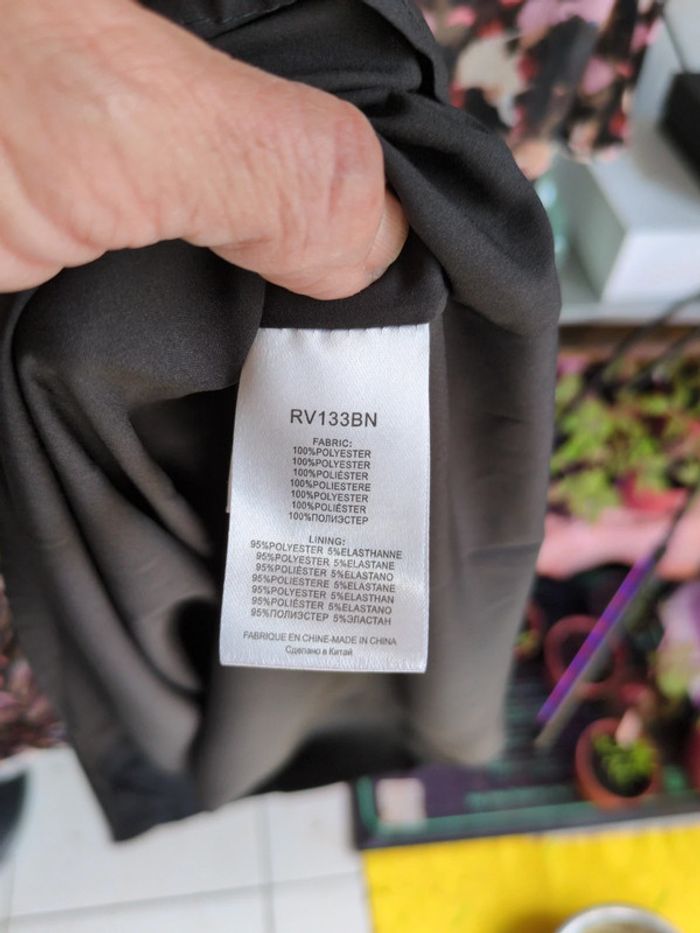 RV133BN
FABRIC:
100%POLYESTER
100%POLYESTER
100%POLIÉSTER
100%POLIESTERE
100%POLYESTER
100%POLIÉSTER
100%ПОЛИЭСТЕР
LINING:
95%POLYESTER 5%ELASTHANNE
95%POLYESTER 5%ELASTANE
95%POLIÉSTER 5%ELASTANO
95%POLIESTERE 5%ELASTANE
95%POLYESTER 5%ELASTHAN
95%POLIÉSTER 5%ELASTANO
95%ПОЛИЭСТЕР 5%ЭЛАСТАН
FABRIQUE EN CHINE-MADE IN CHINA
Сделано в Китай